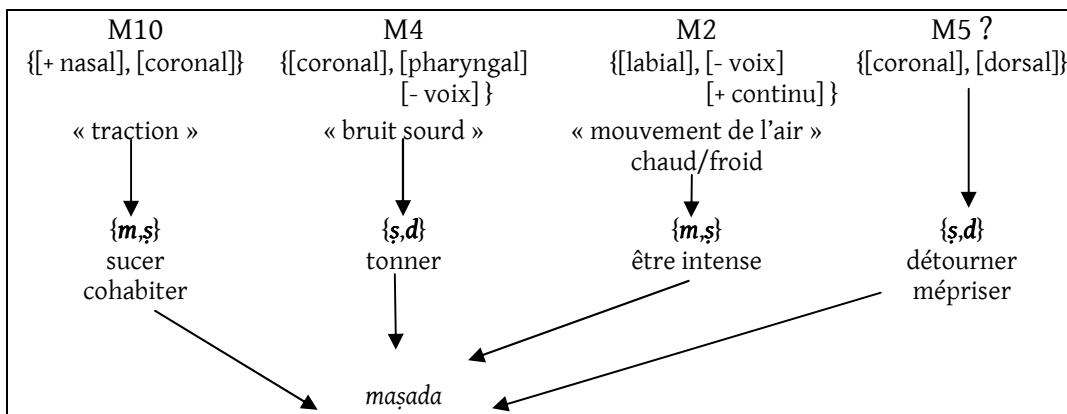 M10 M4 M2 M5 ?
{[+ nasal], [coronal]} {[coronal], [pharyngal] {[labial], [- voix] {[coronal], [dorsal]}
[- voix] } [+ continu] }
« traction » « bruit sourd » « mouvement de l’air »
chaud/froid
{m,ṣ} {ṣ,d} {m,ṣ} {ṣ,d}
sucer tonner être intense détourner
cohabiter mépriser
maṣada